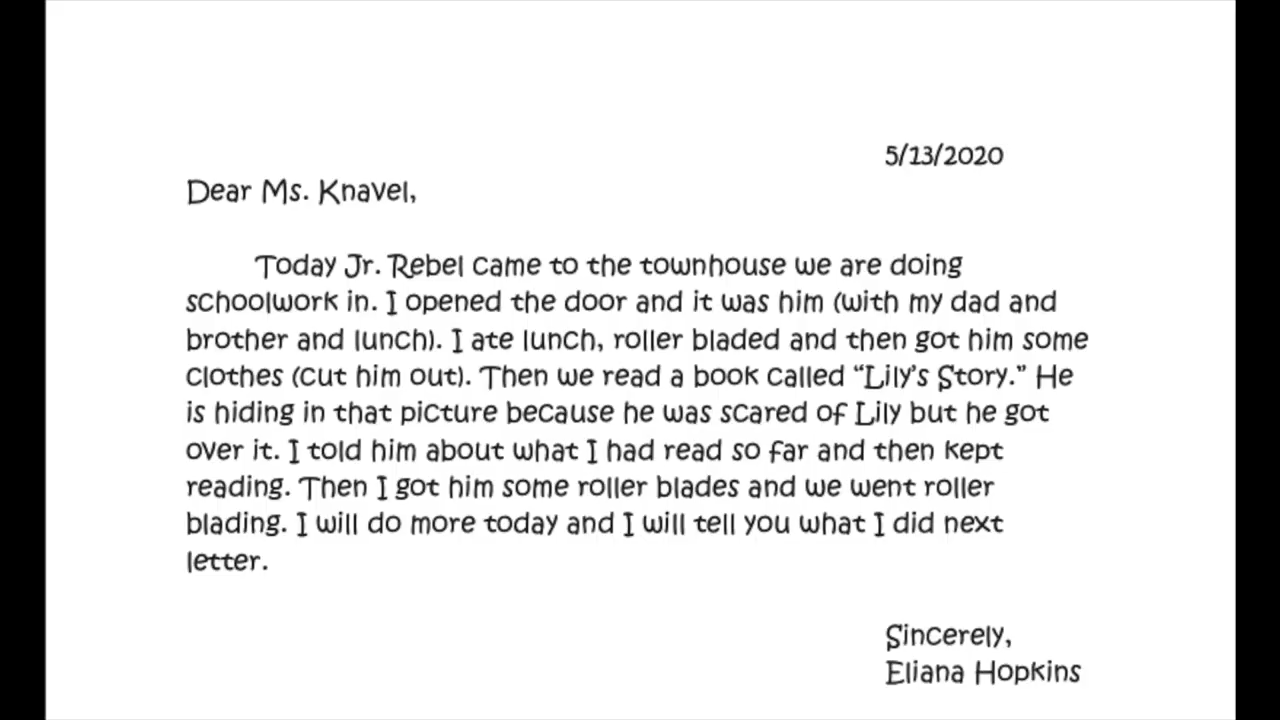 5/13/2020
Dear Ms. Knavel,
Today Jr. Rebel came to the townhouse we are doing
schoolwork in. I opened the door and it was him (with my dad and
brother and lunch). I ate lunch, roller bladed and then got him some
clothes (cut him out). Then we read a book called “Lily’s Story.” He
is hiding in that picture because he was scared of Lily but he got
over it. I told him about what I had read so far and then kept
reading. Then I got him some roller blades and we went roller
blading. I will do more today and I will tell you what I did next
letter.
Sincerely,
Eliana Hopkins